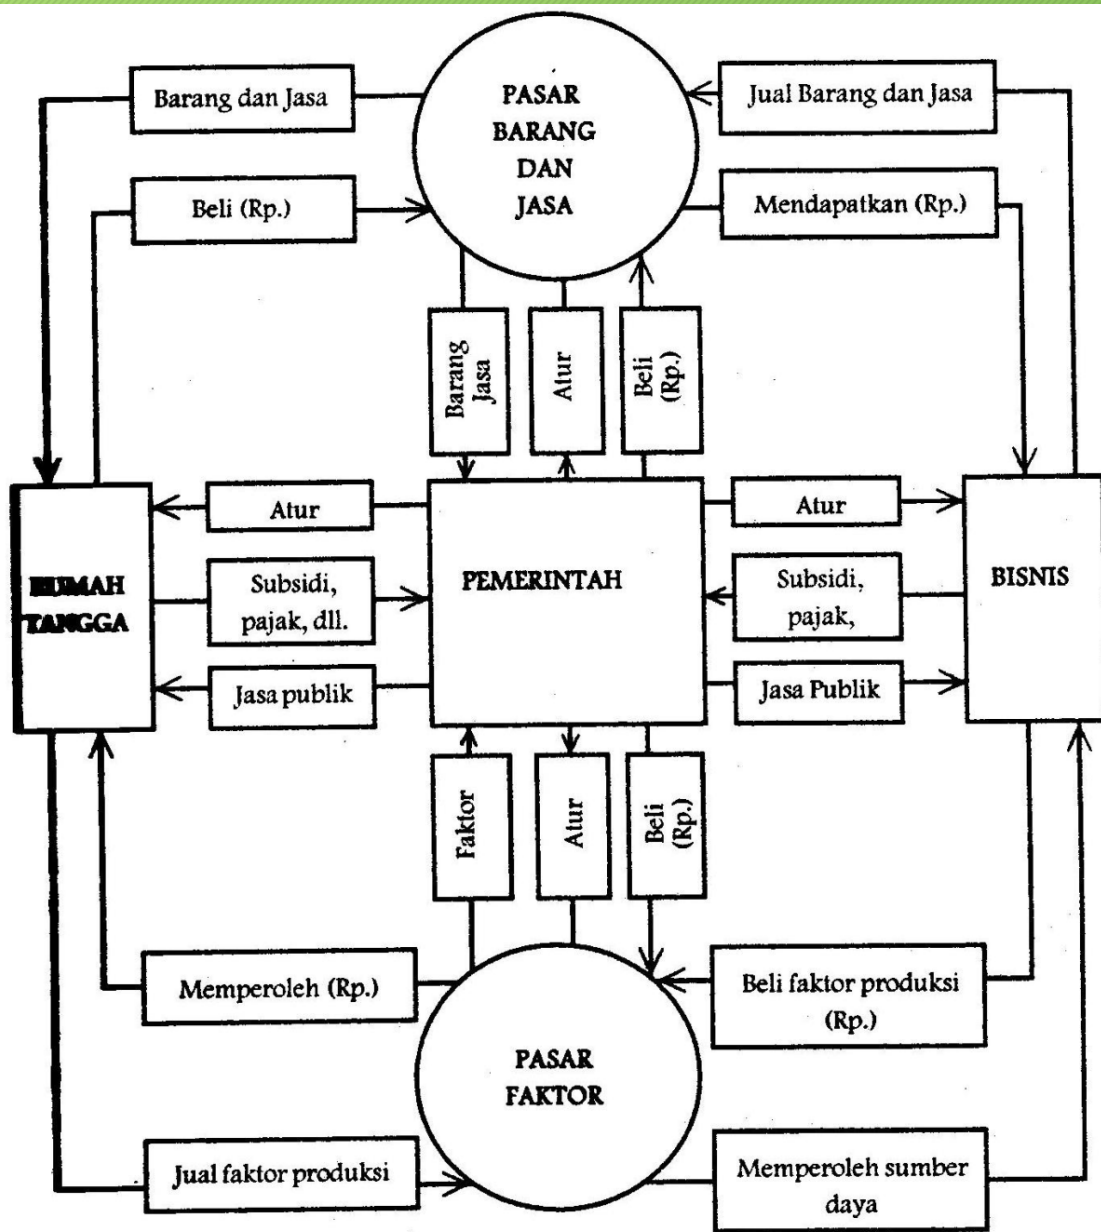 Barang dan Jasa
PASAR
BARANG
DAN
JASA
Jual Barang dan Jasa
Beli (Rp.)
Mendapatkan (Rp.)
Barang
Jasa
Atur
Beli
(Rp.)
Atur
Atur
RUMAH
TANGGA
Subsidi,
pajak, dll.
PEMERINTAH
Subsidi,
pajak,
BISNIS
Jasa publik
Jasa Publik
Faktor
Atur
Beli
(Rp.)
Memperoleh (Rp.)
Beli faktor produksi
(Rp.)
PASAR
FAKTOR
Jual faktor produksi
Memperoleh sumber
daya